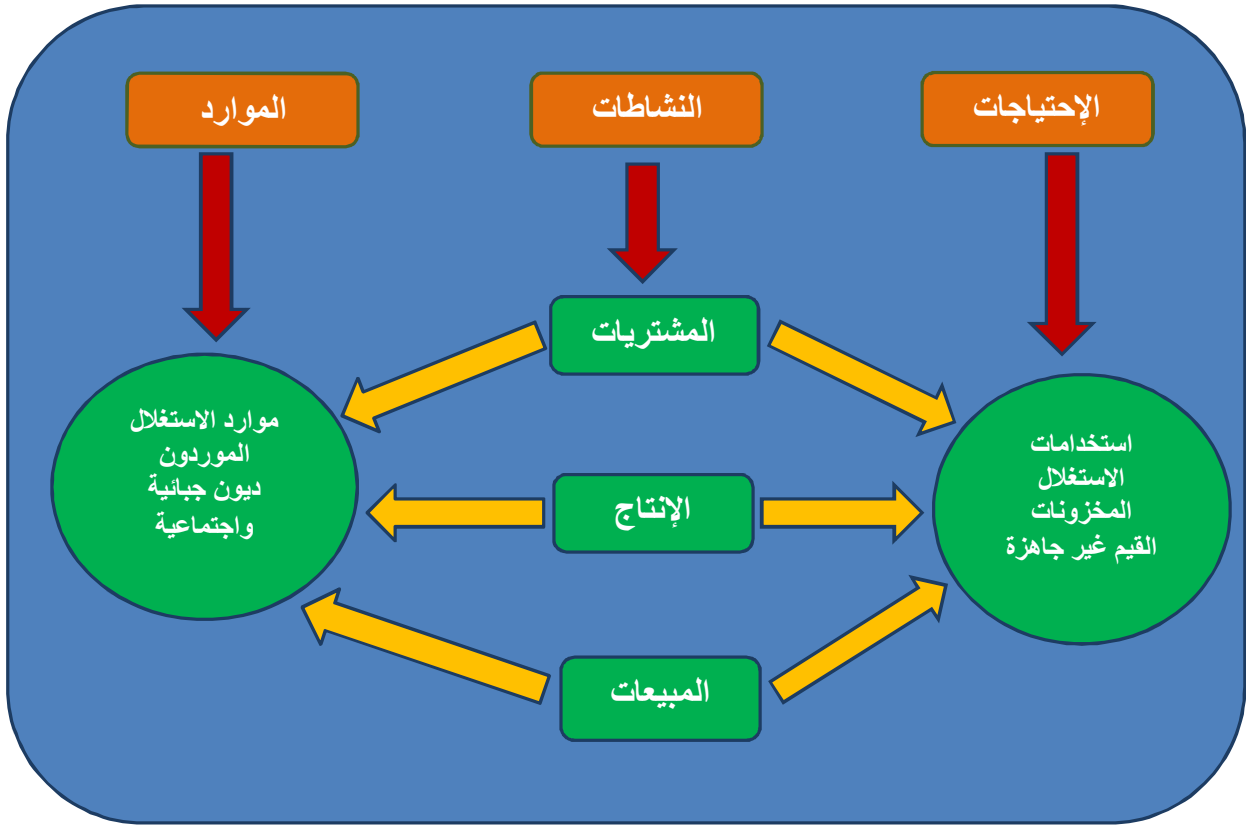 الإحتياجات
النشاطات
الموارد
المشتريات
الإنتاج
المبيعات
استخدامات
الاستغلال
المخزونات
القيم غير جاهزة
موارد الاستغلال
الموردون
ديون جبائية
واجتماعية